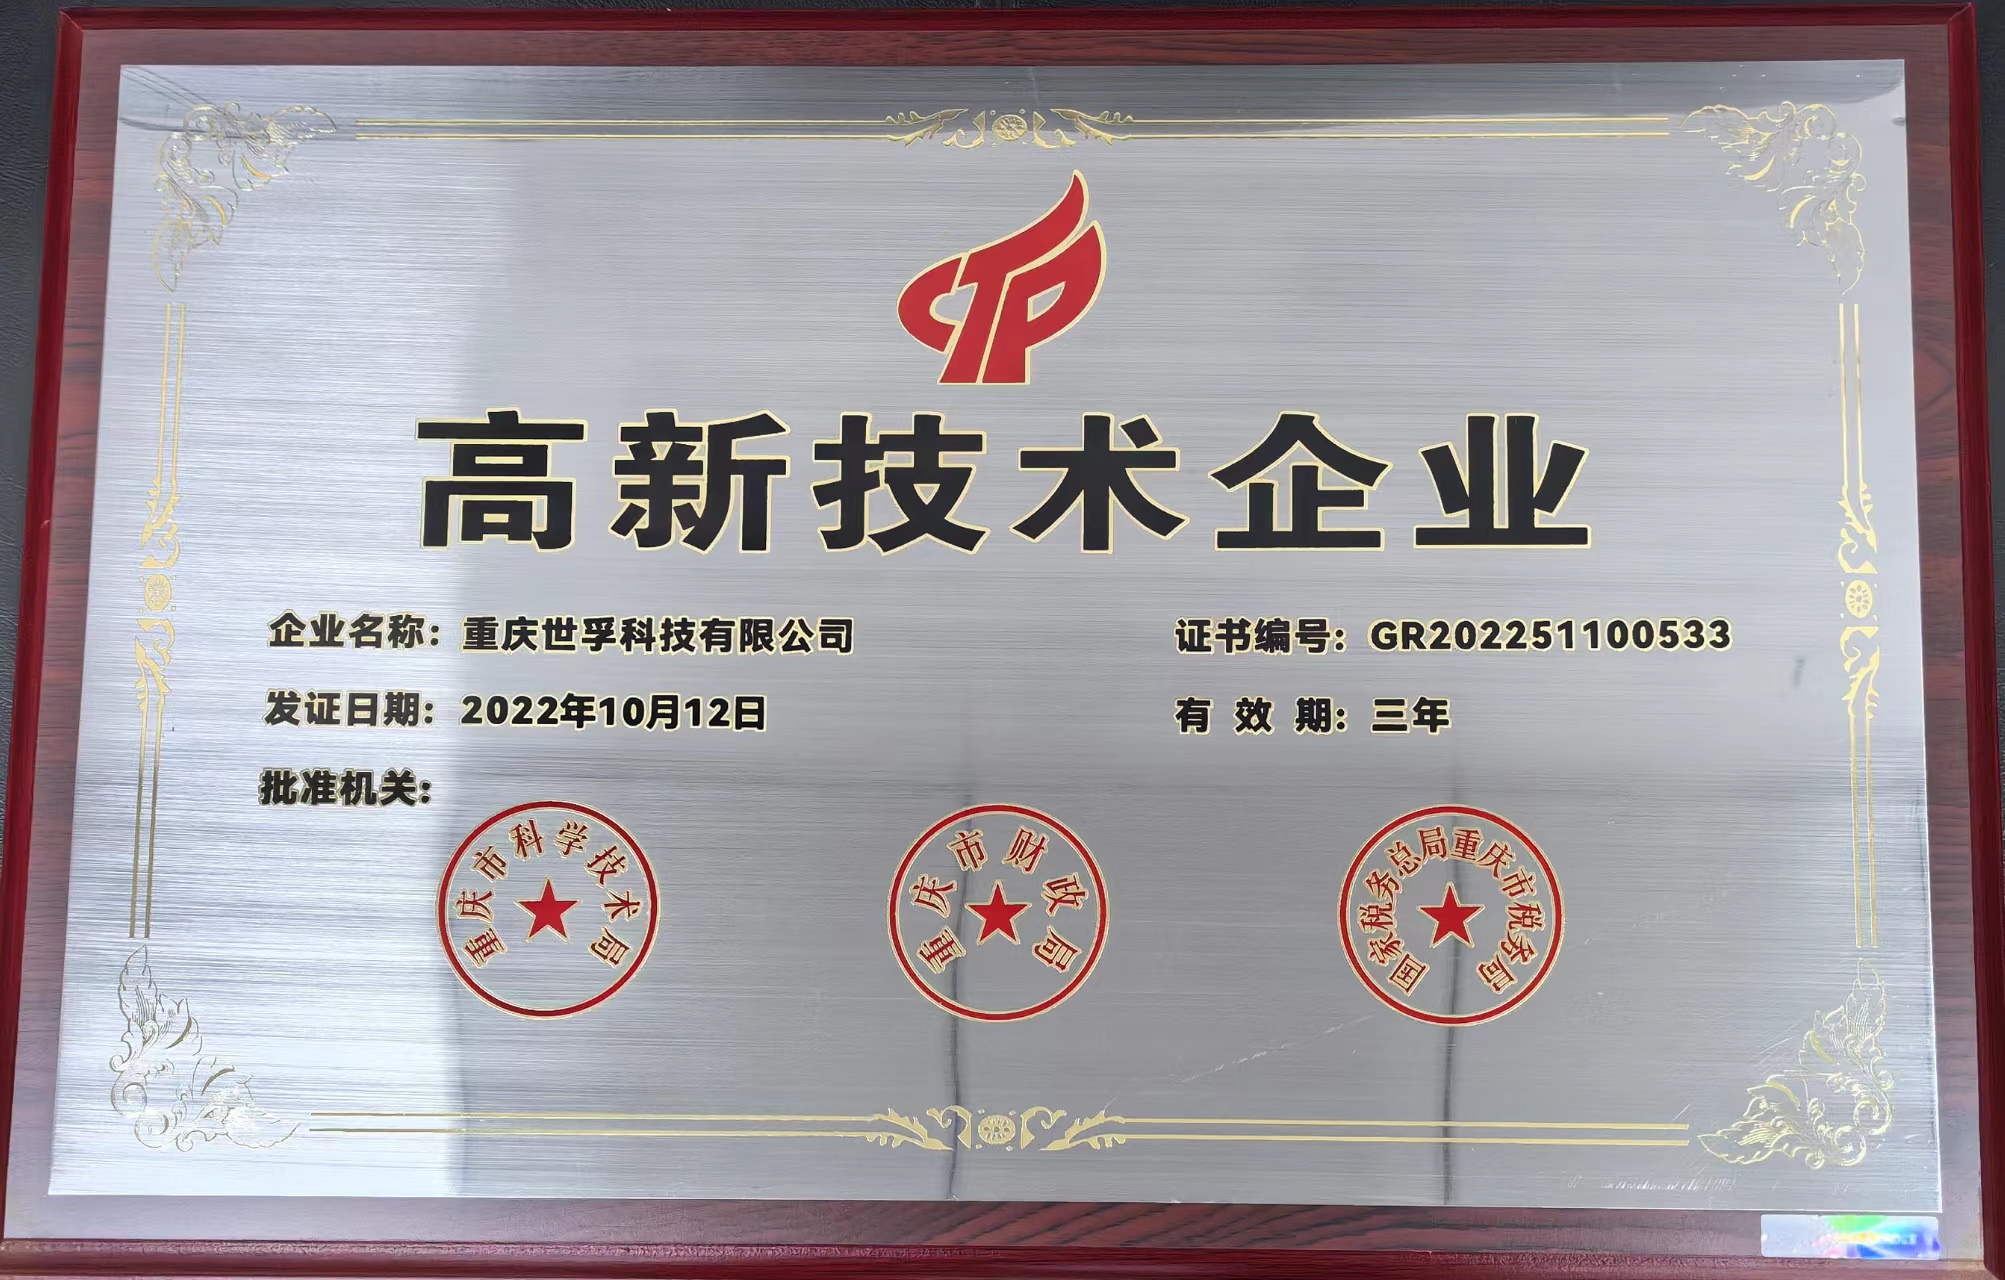 CTP
高新技术企业
企业名称：重庆世孚科技有限公司
证书编号：GR202251100533
发证日期：2022年10月12日
有效期：三年
批准机关：
重庆市科学技术局
重庆市财政局
国家税务总局重庆市税务局